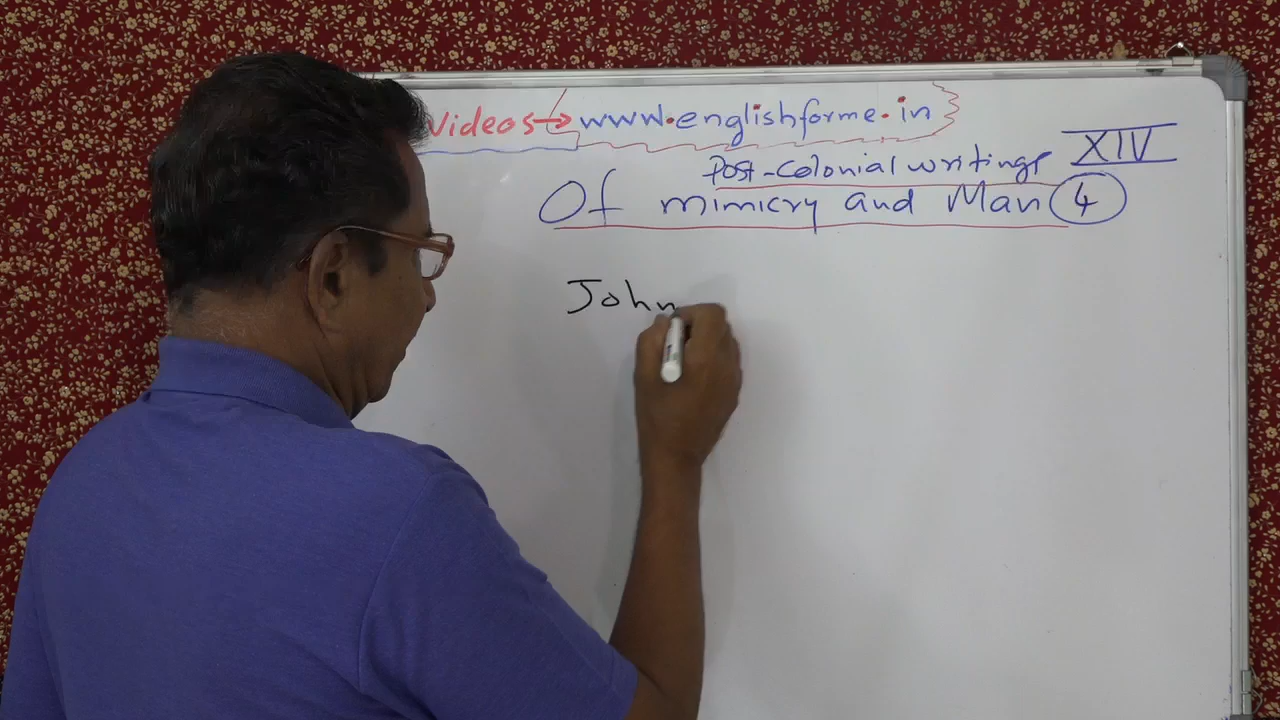 Videos → www.englishforme.in
Post-Colonial writings XIV
Of mimicry and Man 4
John